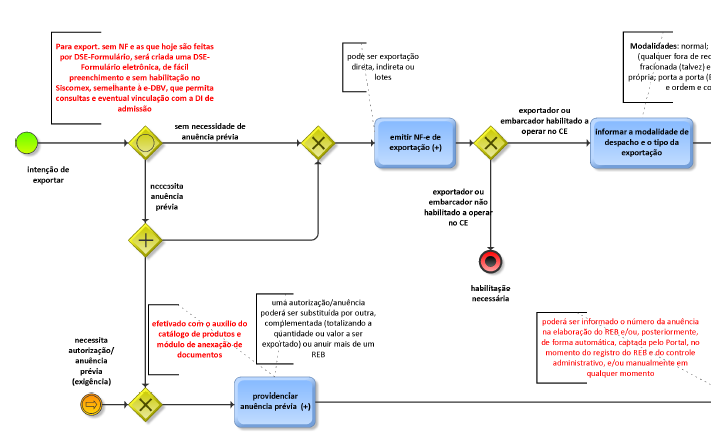 Para export. sem NF e as que hoje são feitas
por DSE-Formulário, será criada uma DSE-
Formulário eletrônica, de fácil
preenchimento e sem habilitação no
Siscomex, semelhante à e-DBV, que permita
consultas e eventual vinculação com a DI de
admissão
pode ser exportação
direta, indireta ou
lotes
Modalidades: normal;
(qualquer fora de rec
fracionada (talvez) e
própria; porta a porta (E
e ordem e co
intenção de
exportar
sem necessidade de
anuência prévia
emitir NF-e de
exportação (+)
exportador ou
embarcador habilitado a
operar no CE
informar a modalidade de
despacho e o tipo da
exportação
necessita
anuência
prévia
exportador ou
embarcador não
habilitado a operar
no CE
habilitação
necessária
efetivado com o auxílio do
catálogo de produtos e
módulo de anexação de
documentos
uma autorização/anuência
poderá ser substituída por outra,
complementada (totalizando a
quantidade ou valor a ser
exportado) ou anuir mais de um
REB
poderá ser informado o número da anuência
na elaboração do REB e/ou, posteriormente,
de forma automática, captada pelo Portal, no
momento do registro do REB e do controle
administrativo, e/ou manualmente em
qualquer momento
necessita
autorização/
anuência
prévia
(exigência)
providenciar
anuência prévia (+)